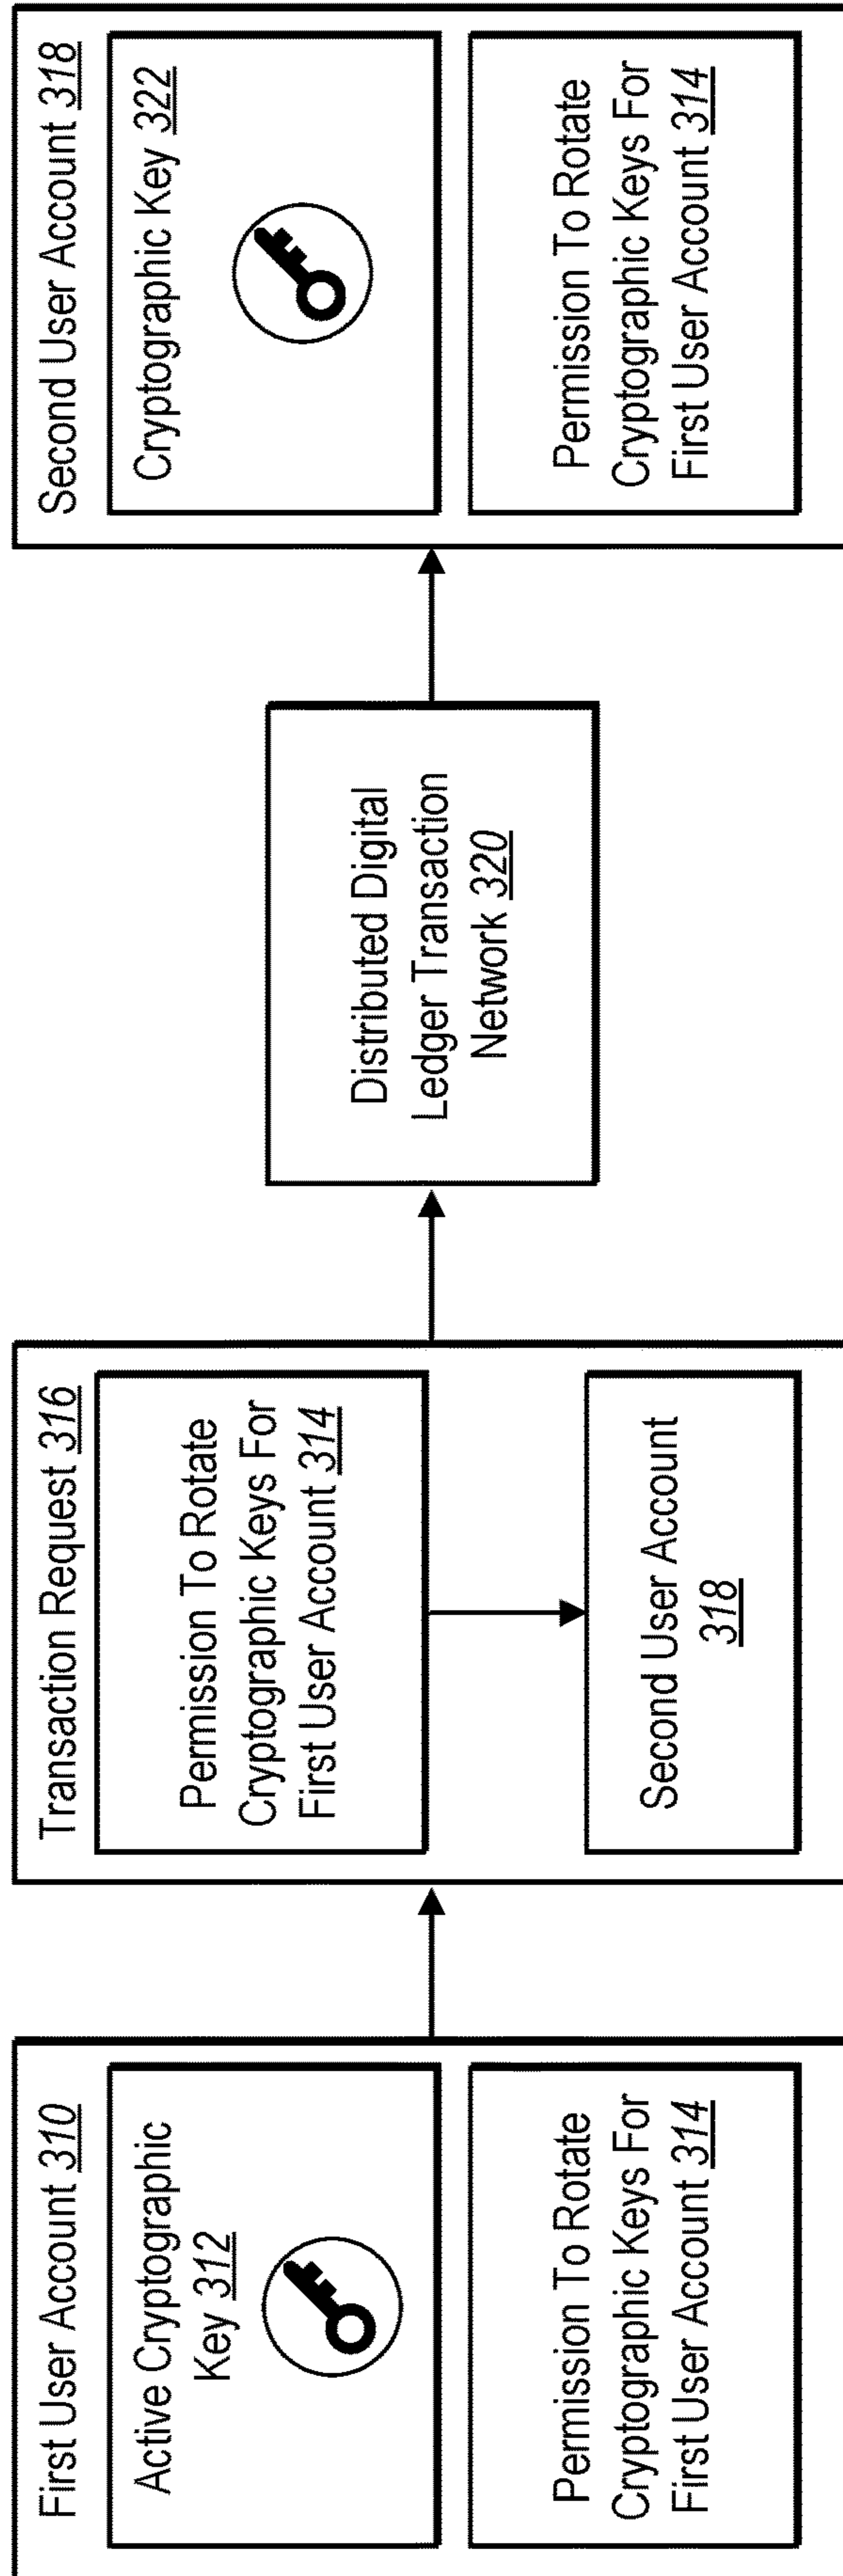 First User Account 310
Active Cryptographic
Key 312
Permission To Rotate
Cryptographic Keys For
First User Account 314
Transaction Request 316
Permission To Rotate
Cryptographic Keys For
First User Account 314
Second User Account
318
Distributed Digital
Ledger Transaction
Network 320
Second User Account 318
Cryptographic Key 322
Permission To Rotate
Cryptographic Keys For
First User Account 314